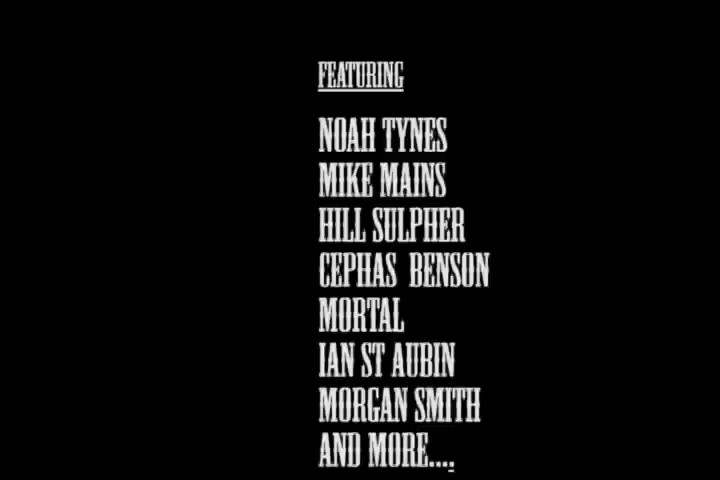 FEATURING
NOAH TYNES
MIKE MAINS
HILL SULPHER
CEPHAS BENSON
MORTAL
IAN ST AUBIN
MORGAN SMITH
AND MORE....